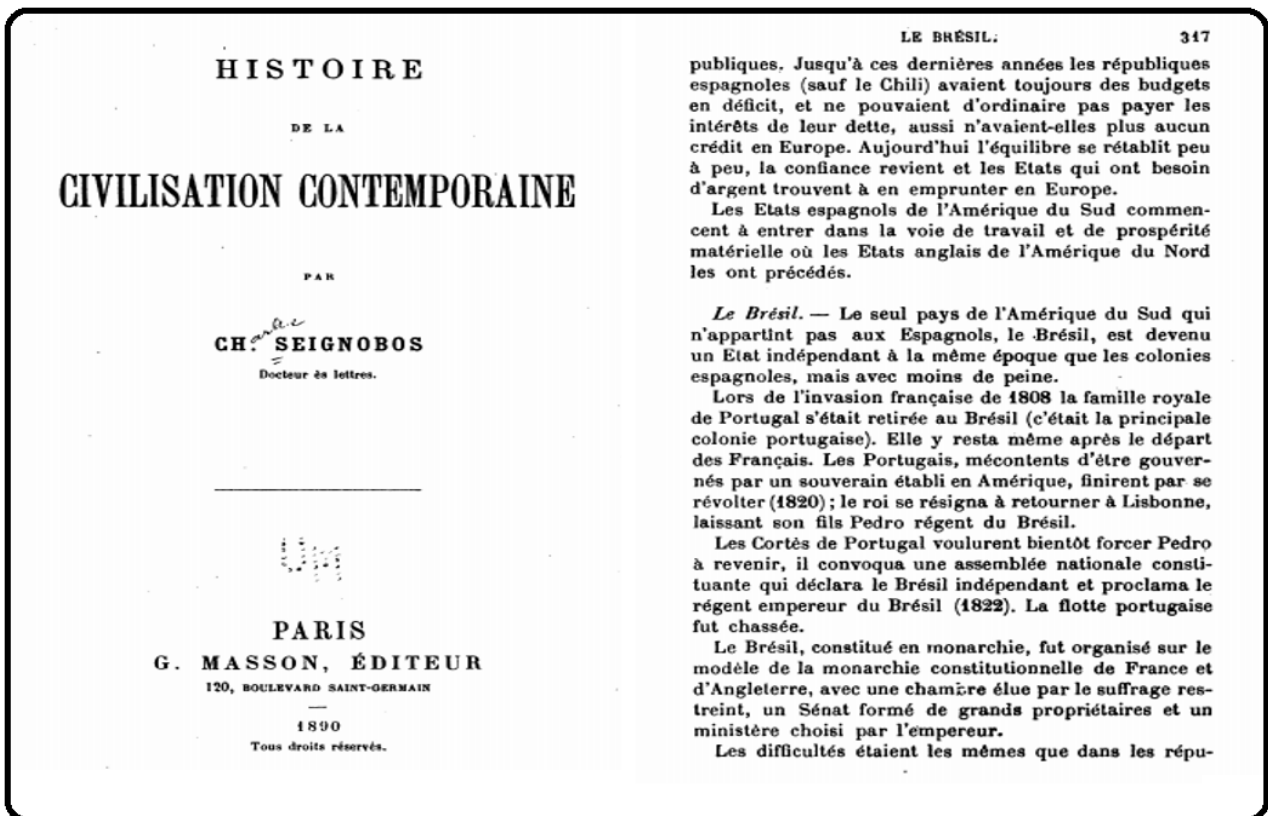 HISTOIRE
DE LA
CIVILISATION CONTEMPORAINE
PAR
CH. SEIGNOBOS
Docteur ès lettres.
PARIS
G. MASSON, ÉDITEUR
120, BOULEVARD SAINT-GERMAIN
1890
Tous droits réservés.
LE BRÉSIL. 317
publiques. Jusqu'à ces dernières années les républiques
espagnoles (sauf le Chili) avaient toujours des budgets
en déficit, et ne pouvaient d'ordinaire pas payer les
intérêts de leur dette, aussi n'avaient-elles plus aucun
crédit en Europe. Aujourd'hui l'équilibre se rétablit peu
à peu, la confiance revient et les Etats qui ont besoin
d'argent trouvent à en emprunter en Europe.
Les Etats espagnols de l'Amérique du Sud commen-
cent à entrer dans la voie de travail et de prospérité
matérielle où les Etats anglais de l'Amérique du Nord
les ont précédés.
Le Brésil. — Le seul pays de l'Amérique du Sud qui
n'appartînt pas aux Espagnols, le Brésil, est devenu
un Etat indépendant à la même époque que les colonies
espagnoles, mais avec moins de peine.
Lors de l'invasion française de 1808 la famille royale
de Portugal s'était retirée au Brésil (c'était la principale
colonie portugaise). Elle y resta même après le départ
des Français. Les Portugais, mécontents d'être gouver-
nés par un souverain établi en Amérique, finirent par se
révolter (1820) ; le roi se résigna à retourner à Lisbonne,
laissant son fils Pedro régent du Brésil.
Les Cortès de Portugal voulurent bientôt forcer Pedro
à revenir, il convoqua une assemblée nationale consti-
tuante qui déclara le Brésil indépendant et proclama le
régent empereur du Brésil (1822). La flotte portugaise
fut chassée.
Le Brésil, constitué en monarchie, fut organisé sur le
modèle de la monarchie constitutionnelle de France et
d'Angleterre, avec une chambre élue par le suffrage res-
treint, un Sénat formé de grands propriétaires et un
ministère choisi par l'empereur.
Les difficultés étaient les mêmes que dans les répu-